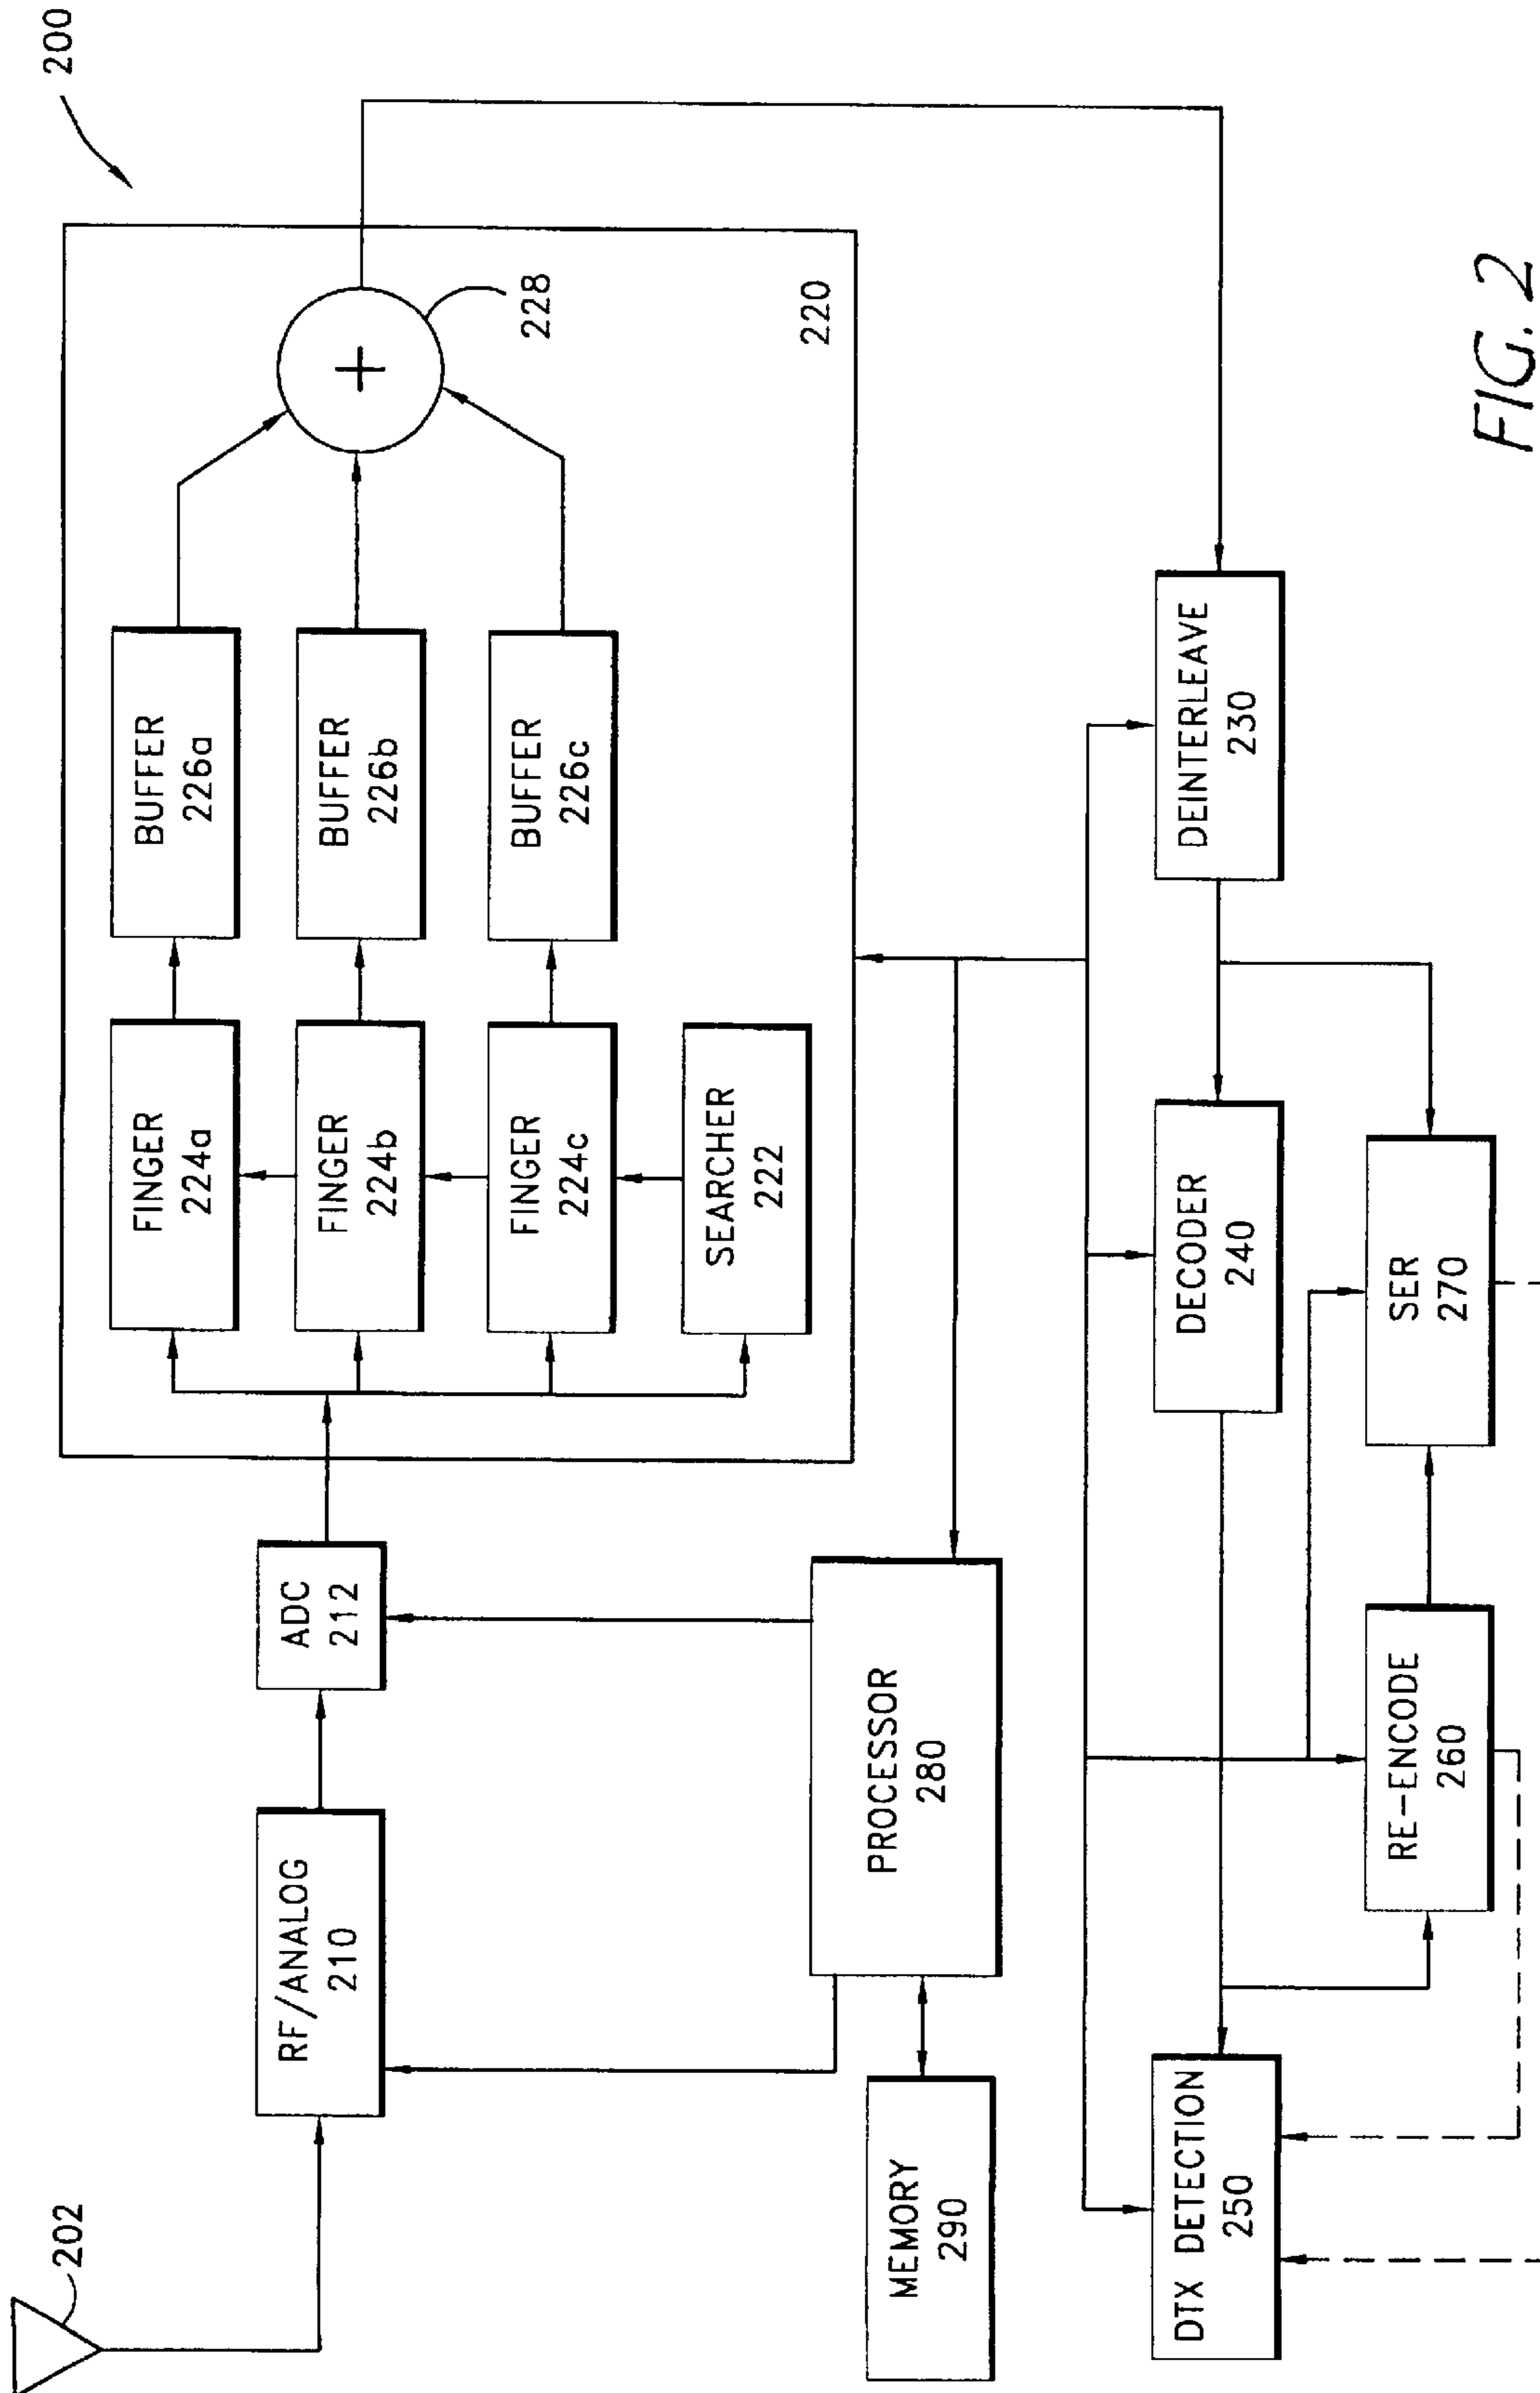 200
202
RF/ANALOG
210
ADC
212
FINGER
224a
BUFFER
226a
FINGER
224b
BUFFER
226b
FINGER
224c
BUFFER
226c
SEARCHER
222
+
228
220
PROCESSOR
280
MEMORY
290
DTX DETECTION
250
DECODER
240
DEINTERLEAVE
230
RE-ENCODE
260
SER
270
FIG. 2